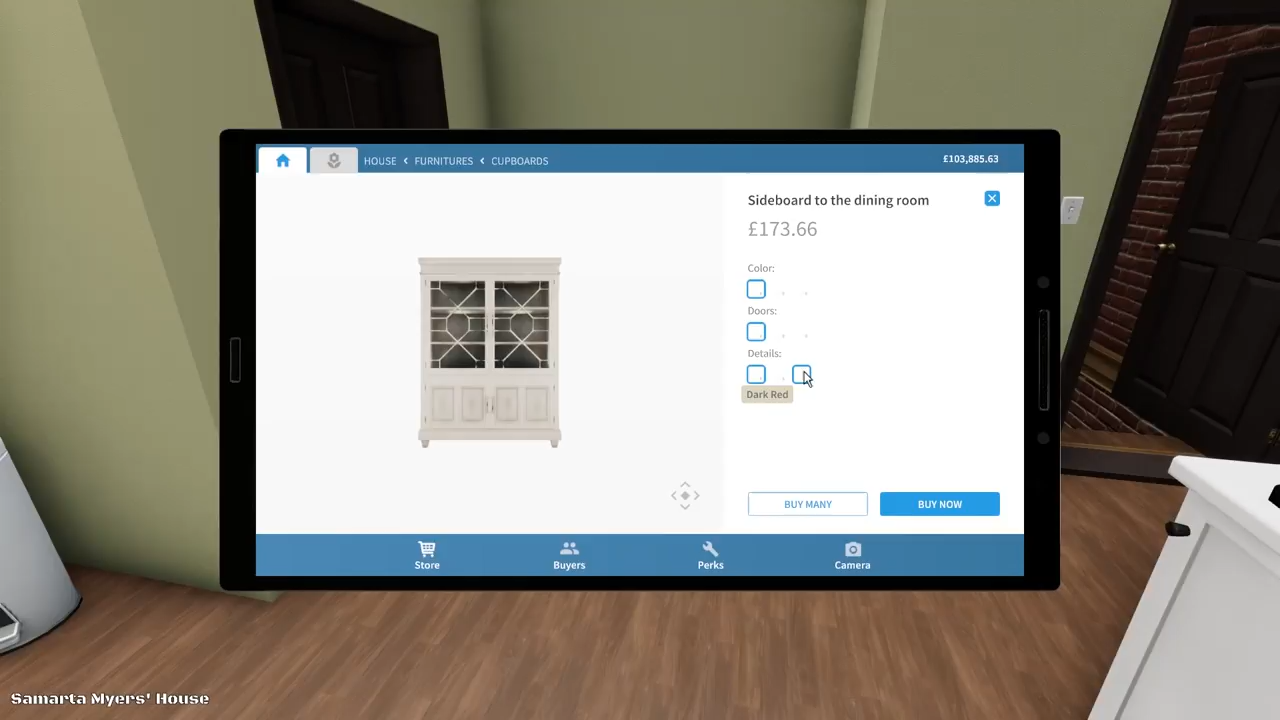 HOUSE < FURNITURES < CUPBOARDS
£103,885.63
Sideboard to the dining room
£173.66
Color:
Doors:
Details:
Dark Red
BUY MANY
BUY NOW
Store
Buyers
Perks
Camera
Samarta Myers' House